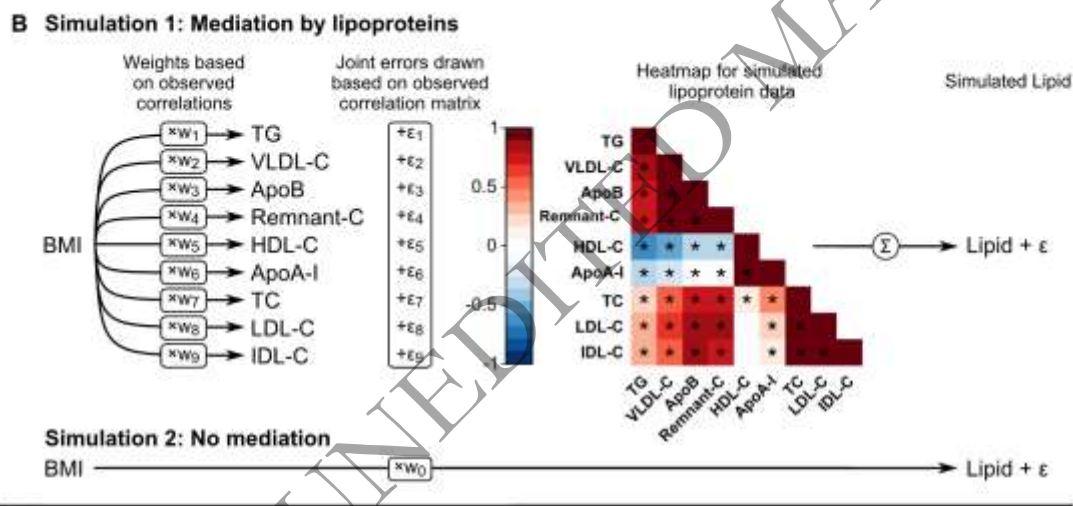 B Simulation 1: Mediation by lipoproteins
Weights based
on observed
correlations
Joint errors drawn
based on observed
correlation matrix
Heatmap for simulated
lipoprotein data
Simulated Lipid
BMI
×w1 TG
×w2 VLDL-C
×w3 ApoB
×w4 Remnant-C
×w5 HDL-C
×w6 ApoA-I
×w7 TC
×w8 LDL-C
×w9 IDL-C
+ε1
+ε2
+ε3
+ε4
+ε5
+ε6
+ε7
+ε8
+ε9
1
0.5
0
-0.5
-1
TG
VLDL-C *
ApoB * *
Remnant-C * * *
HDL-C * * * *
ApoA-I * * * * *
TC * * * * * *
LDL-C * * * * * *
IDL-C * * * * * * *
TG VLDL-C ApoB Remnant-C HDL-C ApoA-I TC LDL-C IDL-C
Σ Lipid + ε
Simulation 2: No mediation
BMI ×w0 Lipid + ε
UNEDITED MA